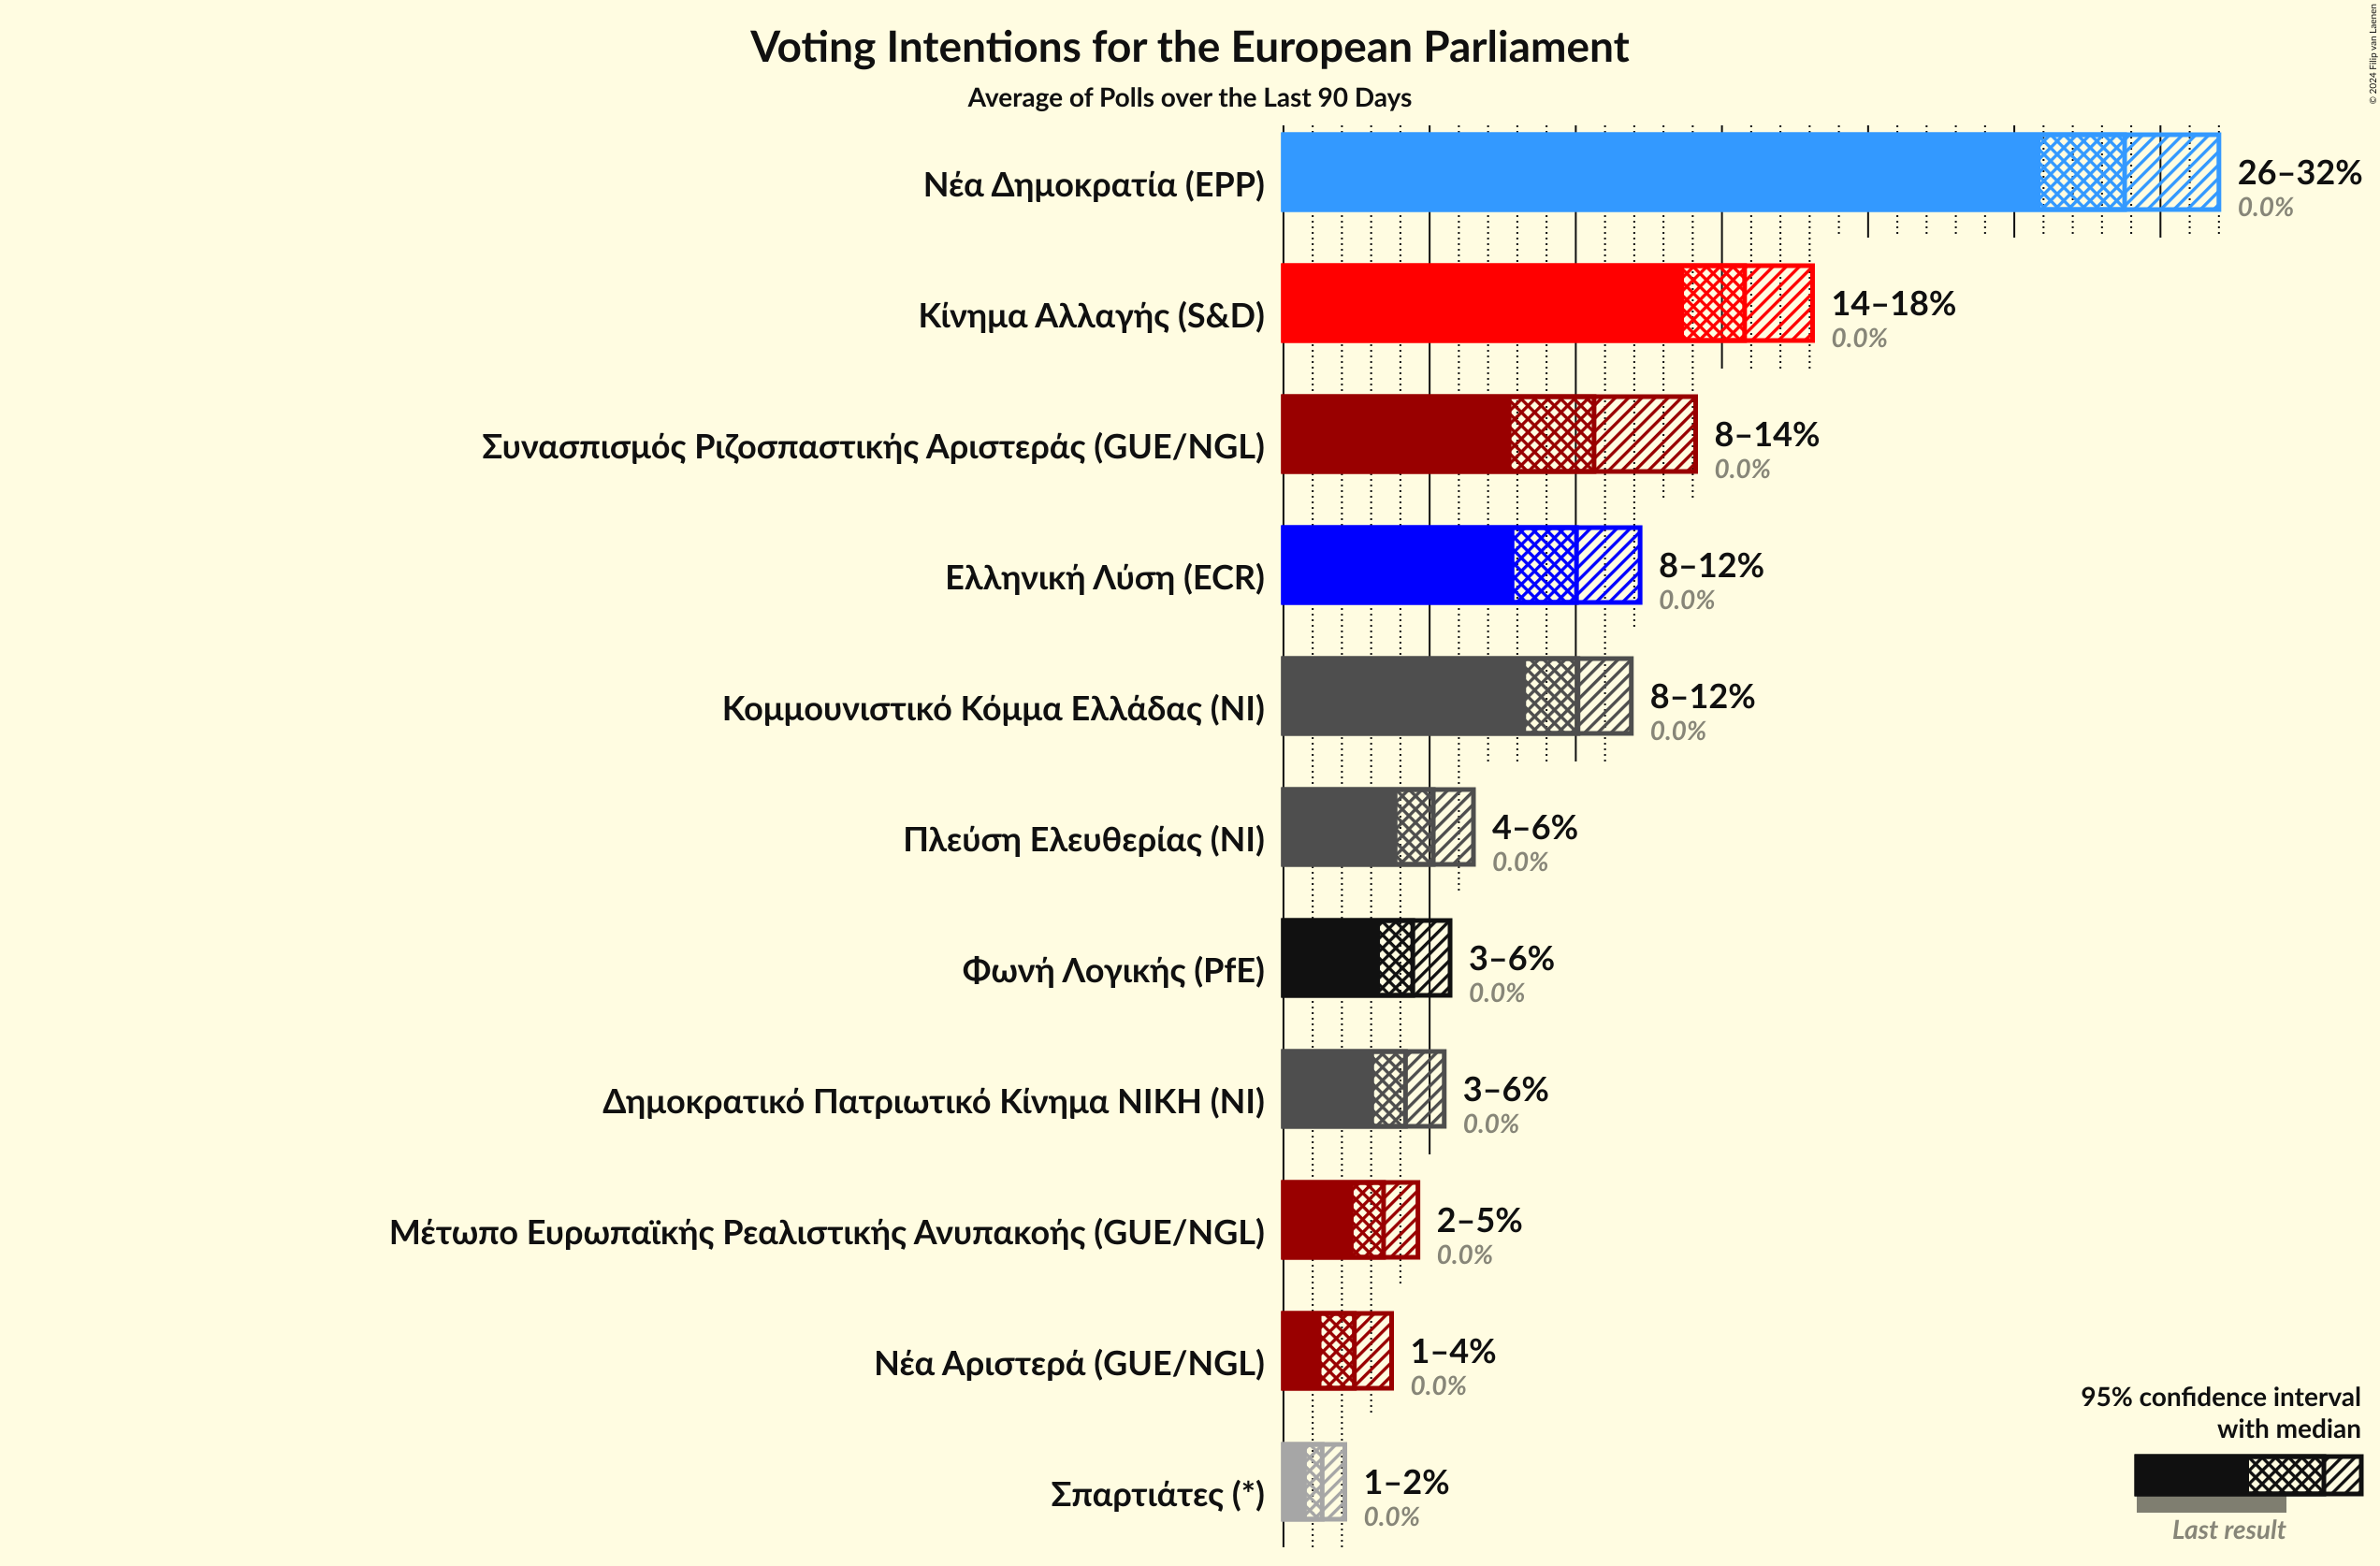 © 2024 Filip van Laenen
Voting Intentions for the European Parliament
Average of Polls over the Last 90 Days
Νέα Δημοκρατία (EPP)
26–32%
0.0%
Κίνημα Αλλαγής (S&D)
14–18%
0.0%
Συνασπισμός Ριζοσπαστικής Αριστεράς (GUE/NGL)
8–14%
0.0%
Ελληνική Λύση (ECR)
8–12%
0.0%
Κομμουνιστικό Κόμμα Ελλάδας (NI)
8–12%
0.0%
Πλεύση Ελευθερίας (NI)
4–6%
0.0%
Φωνή Λογικής (PfE)
3–6%
0.0%
Δημοκρατικό Πατριωτικό Κίνημα ΝΙΚΗ (NI)
3–6%
0.0%
Μέτωπο Ευρωπαϊκής Ρεαλιστικής Ανυπακοής (GUE/NGL)
2–5%
0.0%
Νέα Αριστερά (GUE/NGL)
1–4%
0.0%
Σπαρτιάτες (*)
1–2%
0.0%
95% confidence interval
with median
Last result